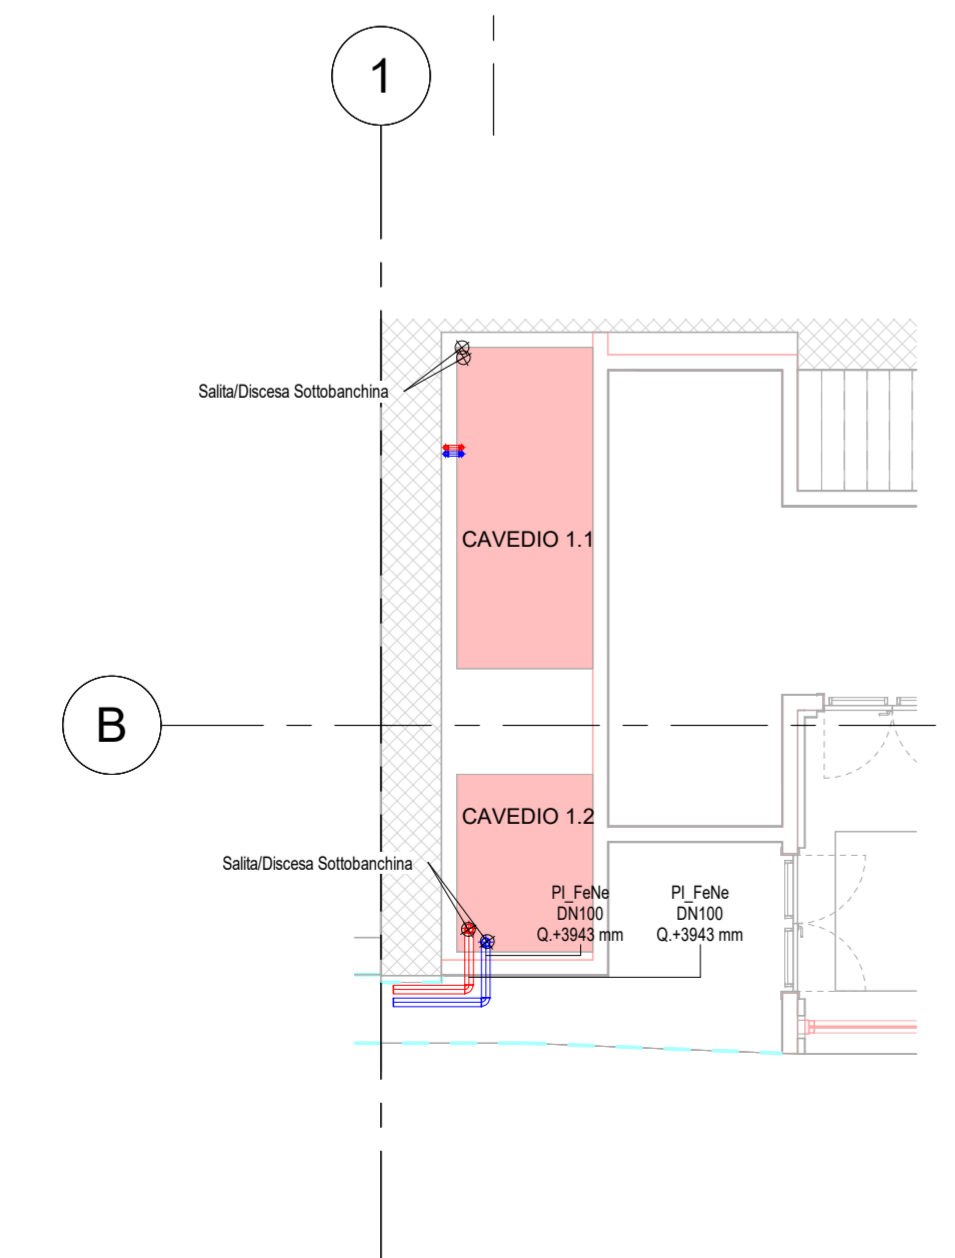 1
Salita/Discesa Sottobanchina
CAVEDIO 1.1
B
CAVEDIO 1.2
Salita/Discesa Sottobanchina
PI_FeNe
DN100
Q.+3943 mm
PI_FeNe
DN100
Q.+3943 mm